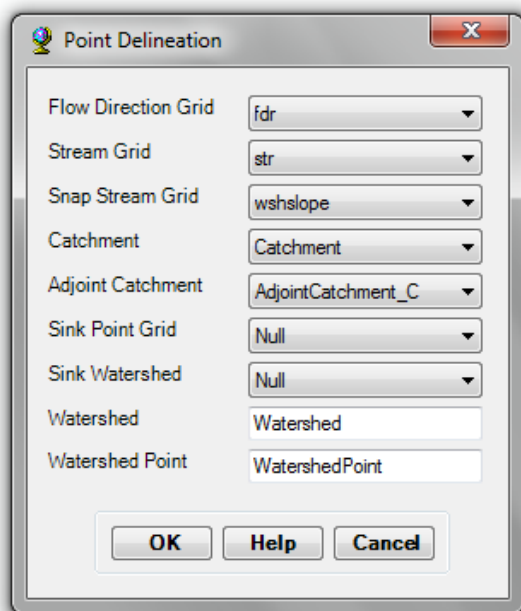 Point Delineation
Flow Direction Grid fdr
Stream Grid str
Snap Stream Grid wshslope
Catchment Catchment
Adjoint Catchment AdjointCatchment_C
Sink Point Grid Null
Sink Watershed Null
Watershed Watershed
Watershed Point WatershedPoint
OK Help Cancel